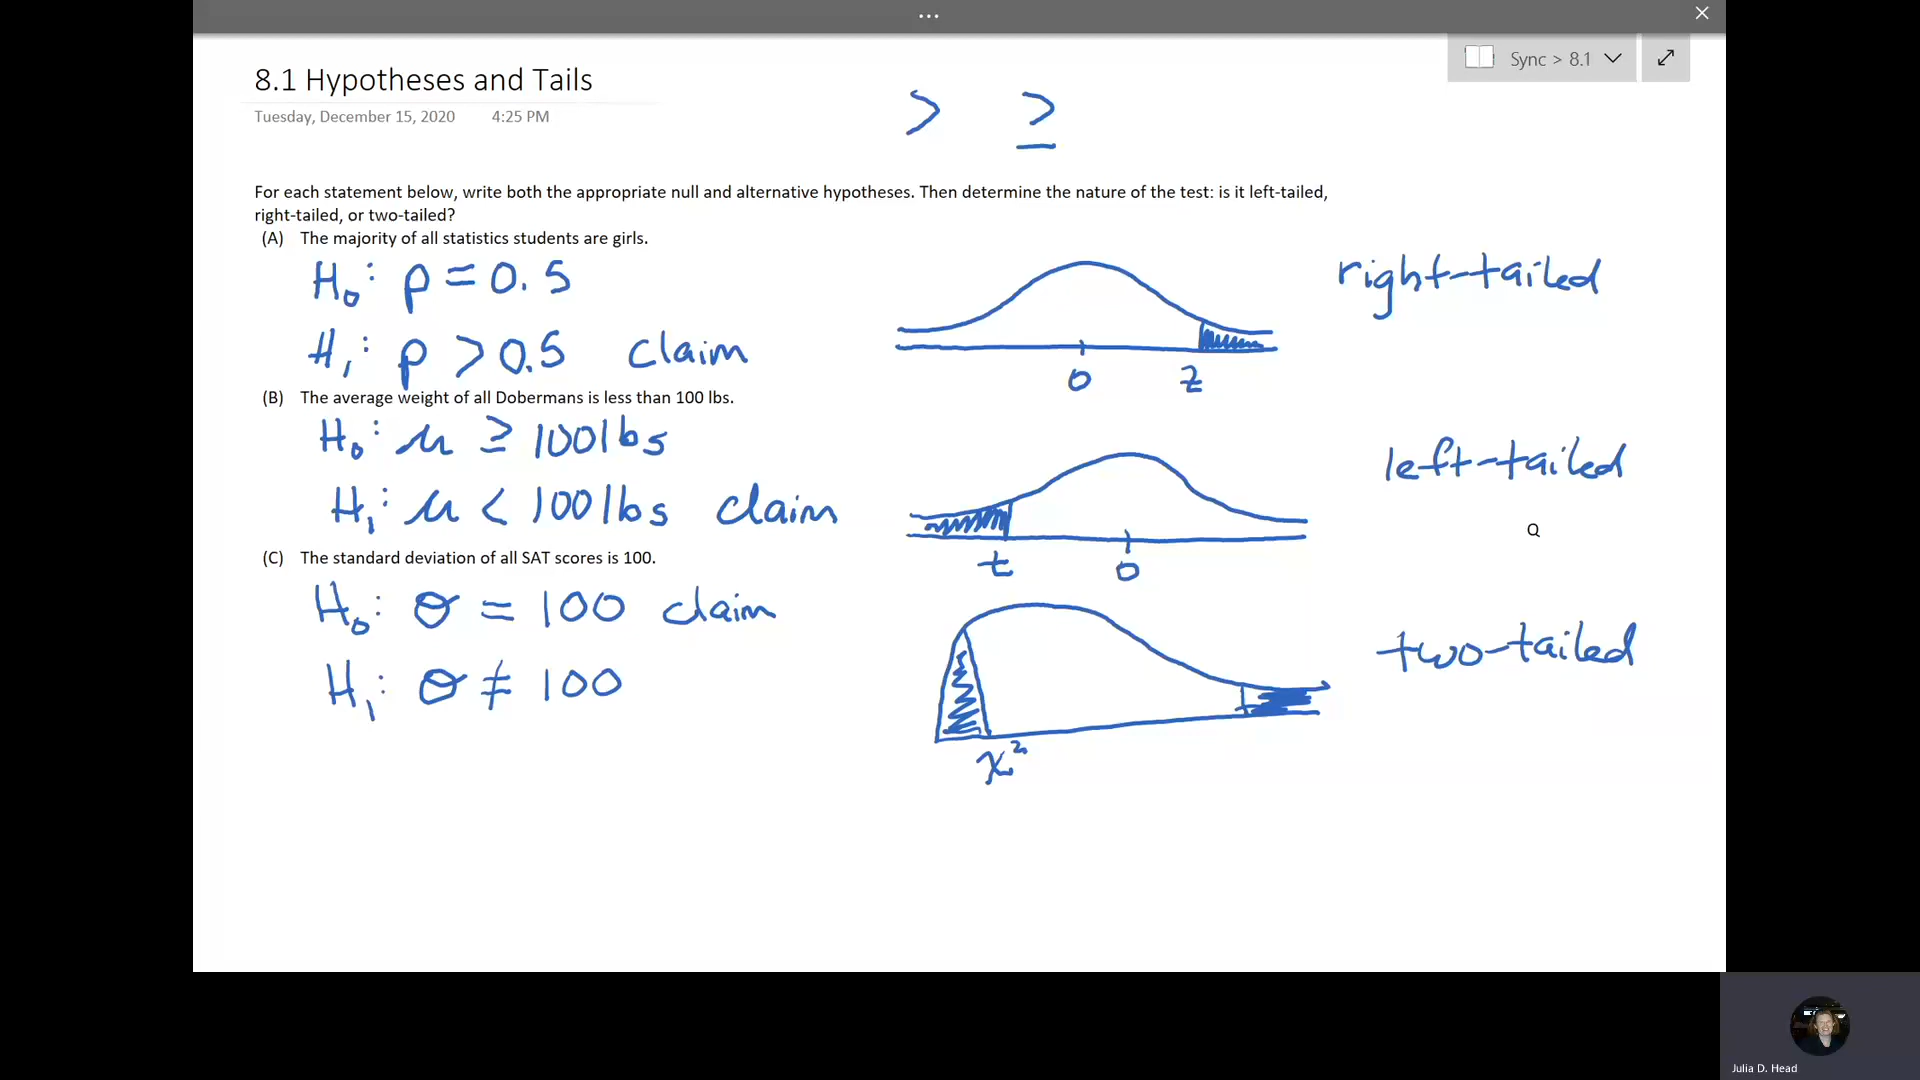 ...
Sync > 8.1
8.1 Hypotheses and Tails
Tuesday, December 15, 2020 4:25 PM
> ≥
For each statement below, write both the appropriate null and alternative hypotheses. Then determine the nature of the test: is it left-tailed,
right-tailed, or two-tailed?
(A) The majority of all statistics students are girls.
H₀: p = 0.5
H₁: p > 0.5 claim
0 z
right-tailed
(B) The average weight of all Dobermans is less than 100 lbs.
H₀: μ ≥ 100 lbs
H₁: μ < 100 lbs claim
t 0
left-tailed
(C) The standard deviation of all SAT scores is 100.
H₀: σ = 100 claim
H₁: σ ≠ 100
χ²
two-tailed
Julia D. Head